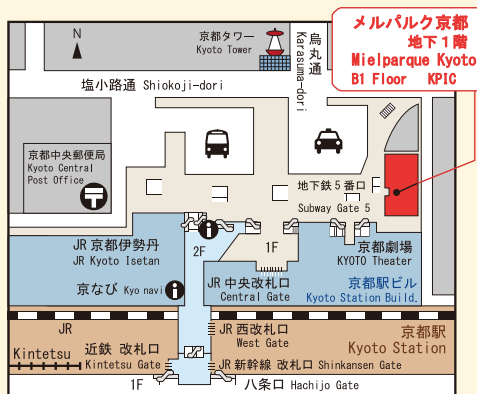 メルパルク京都
地下1階
Mielparque Kyoto
B1 Floor KPIC
N
京都タワー
Kyoto Tower
烏丸通
Karasuma-dori
塩小路通 Shiokoji-dori
京都中央郵便局
Kyoto Central
Post Office
地下鉄5番口
Subway Gate 5
JR 京都伊勢丹
JR Kyoto Isetan
2F
1F
京都劇場
KYOTO Theater
京なび Kyo navi
JR 中央改札口
Central Gate
京都駅ビル
Kyoto Station Build.
JR
JR 西改札口
West Gate
京都駅
Kyoto Station
Kintetsu
近鉄 改札口
Kintetsu Gate
JR 新幹線 改札口 Shinkansen Gate
1F
八条口 Hachijo Gate